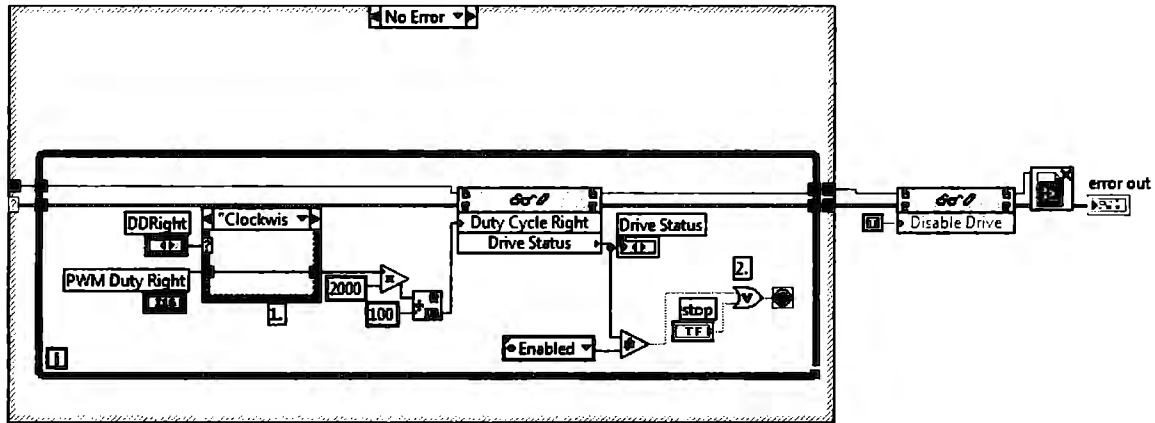 No Error
DDRight
"Clockwis
Duty Cycle Right
Drive Status
Drive Status
error out
Disable Drive
PWM Duty Right
2000
100
1.
2.
stop
TF
Enabled
i